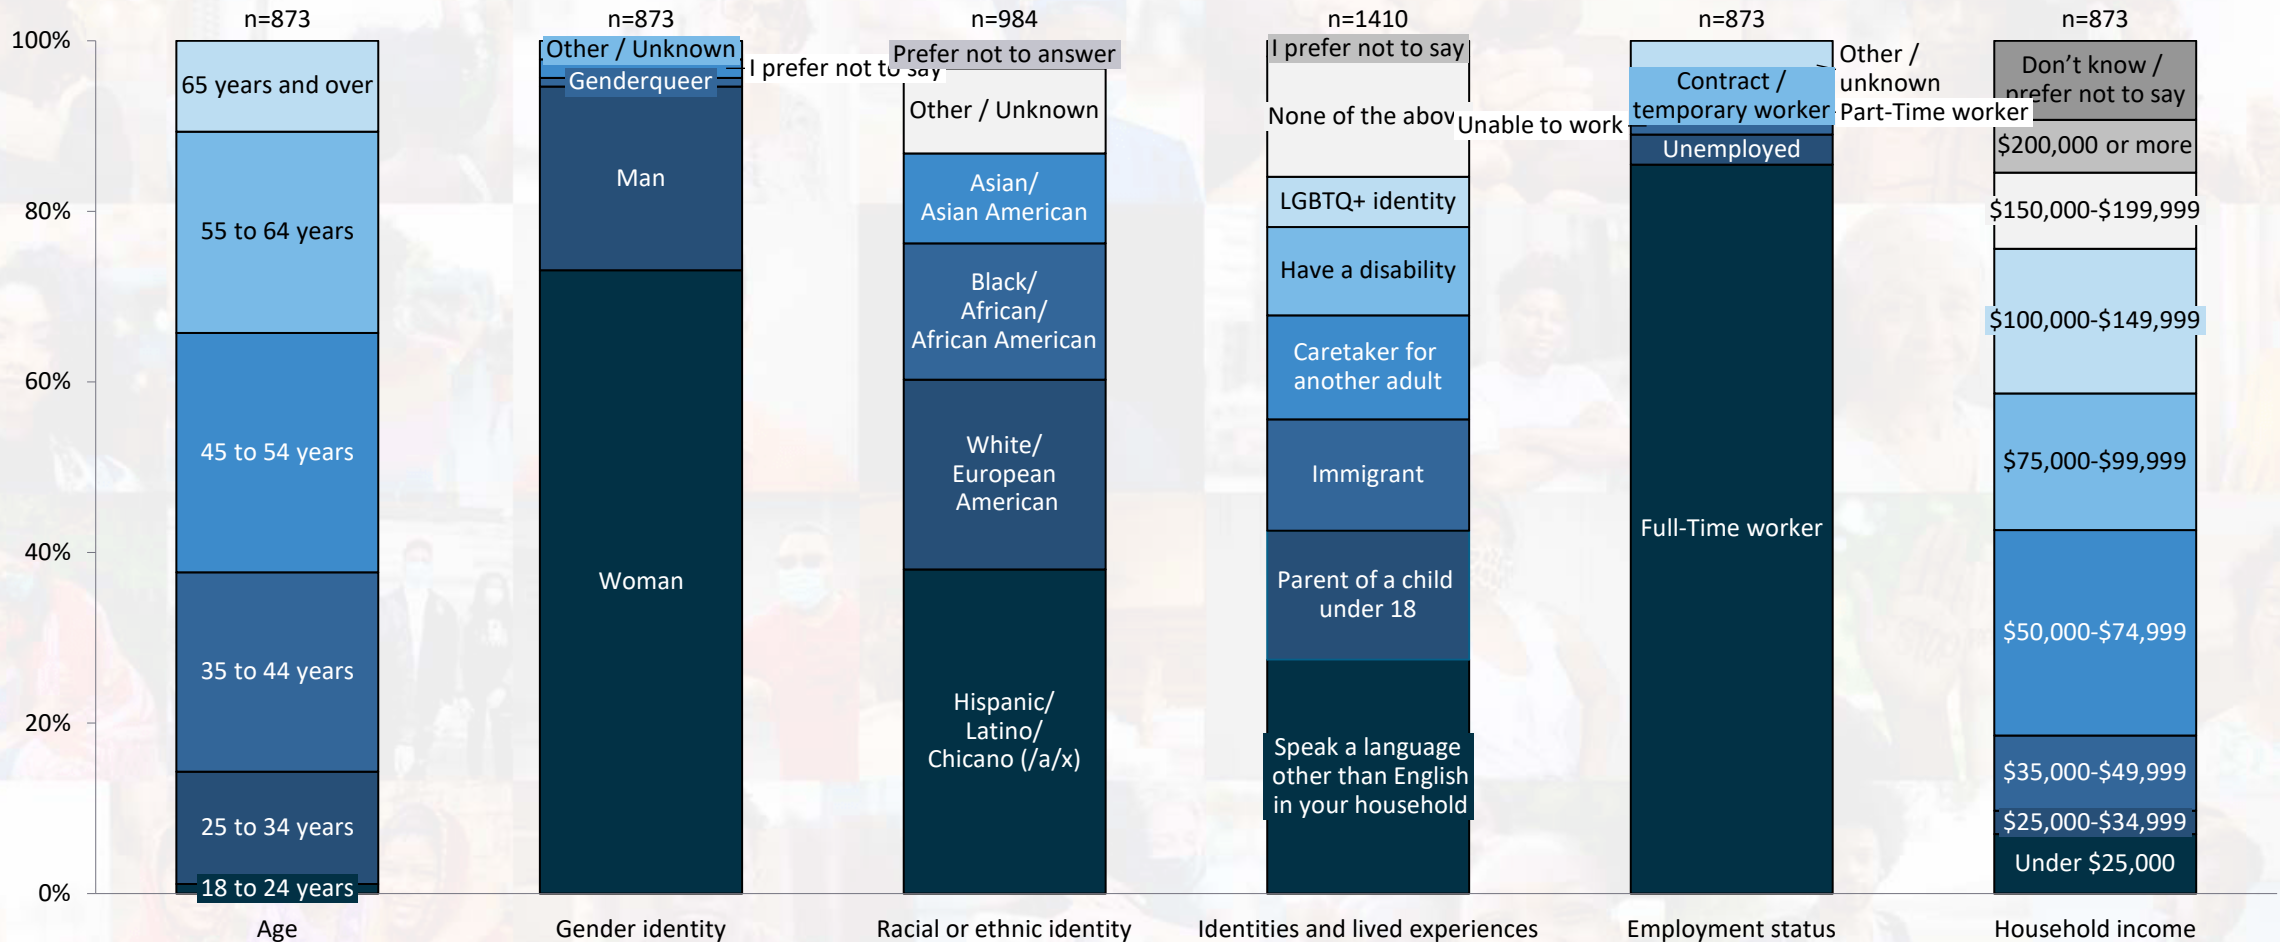 n=873
n=873
n=984
n=1410
n=873
n=873
100%
80%
60%
40%
20%
0%
65 years and over
55 to 64 years
45 to 54 years
35 to 44 years
25 to 34 years
18 to 24 years
Age
Other / Unknown
I prefer not to say
Genderqueer
Man
Woman
Gender identity
Prefer not to answer
Other / Unknown
Asian/
Asian American
Black/
African/
African American
White/
European
American
Hispanic/
Latino/
Chicano (/a/x)
Racial or ethnic identity
I prefer not to say
None of the abov
LGBTQ+ identity
Have a disability
Caretaker for
another adult
Immigrant
Parent of a child
under 18
Speak a language
other than English
in your household
Identities and lived experiences
Other /
unknown
Contract /
temporary worker
Part-Time worker
Unable to work
Unemployed
Full-Time worker
Employment status
Don't know /
prefer not to say
$200,000 or more
$150,000-$199,999
$100,000-$149,999
$75,000-$99,999
$50,000-$74,999
$35,000-$49,999
$25,000-$34,999
Under $25,000
Household income